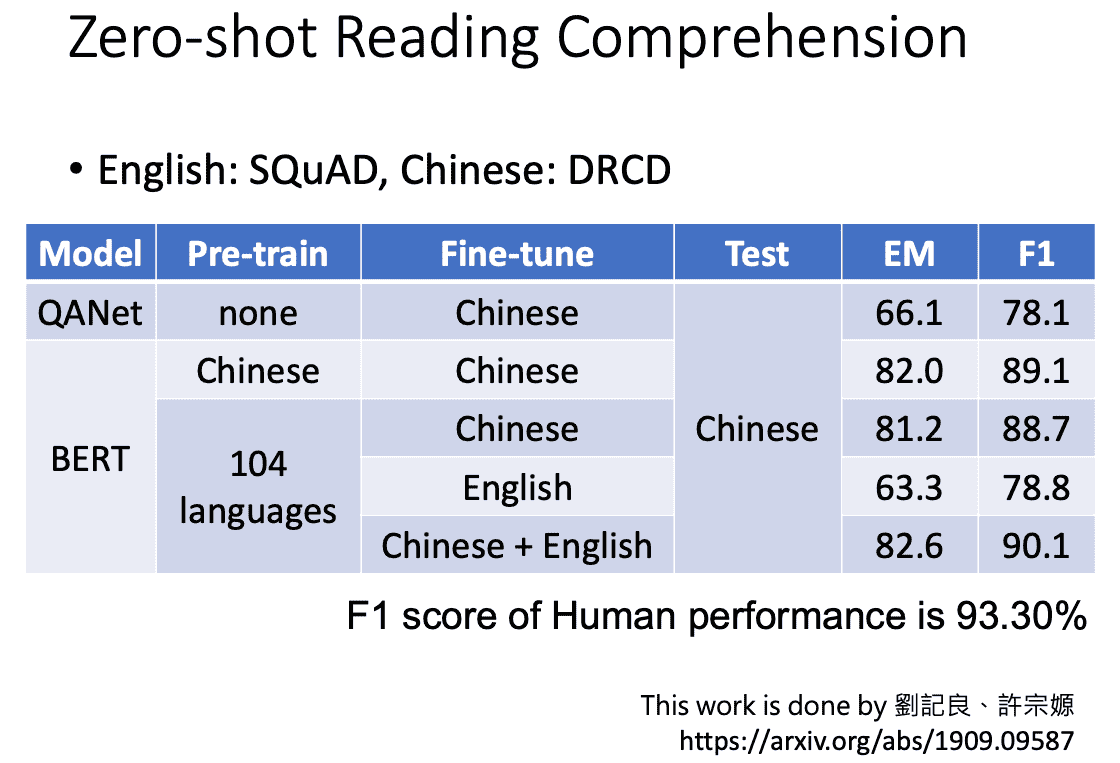 Zero-shot Reading Comprehension
• English: SQuAD, Chinese: DRCD
Model Pre-train Fine-tune Test EM F1
QANet none Chinese 66.1 78.1
Chinese Chinese 82.0 89.1
BERT 104 languages Chinese Chinese 81.2 88.7
English 63.3 78.8
Chinese + English 82.6 90.1
F1 score of Human performance is 93.30%
This work is done by 劉記良、許宗嫄
https://arxiv.org/abs/1909.09587